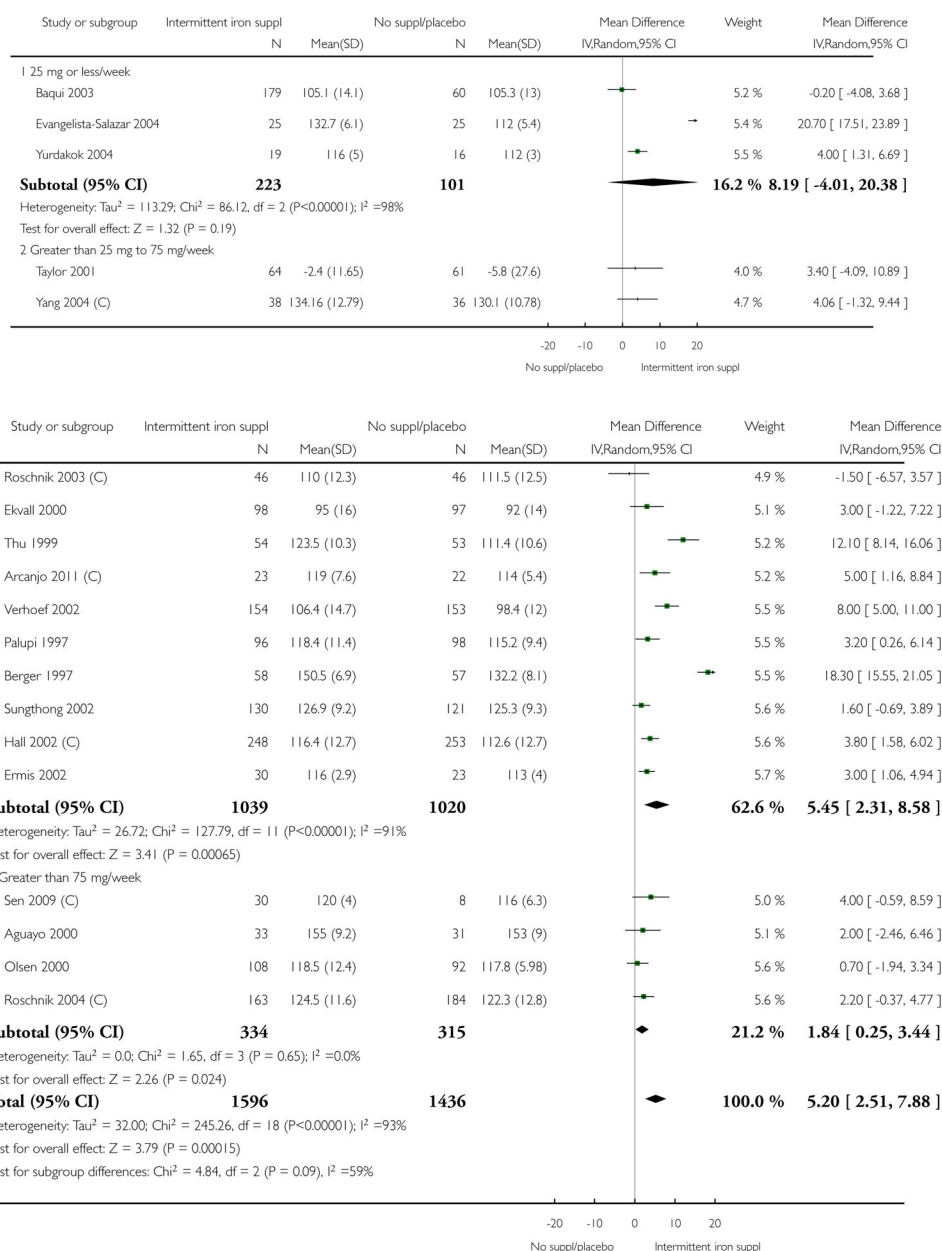 Study or subgroup Intermittent iron suppl No suppl/placebo Mean Difference Weight Mean Difference
N Mean(SD) N Mean(SD) IV,Random,95% CI IV,Random,95% CI
1 25 mg or less/week
Baqui 2003 179 105.1 (14.1) 60 105.3 (13) 5.2 % -0.20 [ -4.08, 3.68 ]
Evangelista-Salazar 2004 25 132.7 (6.1) 25 112 (5.4) 5.4 % 20.70 [ 17.51, 23.89 ]
Yurdakok 2004 19 116 (5) 16 112 (3) 5.5 % 4.00 [ 1.31, 6.69 ]
Subtotal (95% CI) 223 101 16.2 % 8.19 [ -4.01, 20.38 ]
Heterogeneity: Tau² = 113.29; Chi² = 86.12, df = 2 (P<0.00001); I² =98%
Test for overall effect: Z = 1.32 (P = 0.19)
2 Greater than 25 mg to 75 mg/week
Taylor 2001 64 -2.4 (11.65) 61 -5.8 (27.6) 4.0 % 3.40 [ -4.09, 10.89 ]
Yang 2004 (C) 38 134.16 (12.79) 36 130.1 (10.78) 4.7 % 4.06 [ -1.32, 9.44 ]
-20 -10 0 10 20
No suppl/placebo Intermittent iron suppl
Study or subgroup Intermittent iron suppl No suppl/placebo Mean Difference Weight Mean Difference
N Mean(SD) N Mean(SD) IV,Random,95% CI IV,Random,95% CI
Roschnik 2003 (C) 46 110 (12.3) 46 111.5 (12.5) 4.9 % -1.50 [ -6.57, 3.57 ]
Ekvall 2000 98 95 (16) 97 92 (14) 5.1 % 3.00 [ -1.22, 7.22 ]
Thu 1999 54 123.5 (10.3) 53 111.4 (10.6) 5.2 % 12.10 [ 8.14, 16.06 ]
Arcanjo 2011 (C) 23 119 (7.6) 22 114 (5.4) 5.2 % 5.00 [ 1.16, 8.84 ]
Verhoef 2002 154 106.4 (14.7) 153 98.4 (12) 5.5 % 8.00 [ 5.00, 11.00 ]
Palupi 1997 96 118.4 (11.4) 98 115.2 (9.4) 5.5 % 3.20 [ 0.26, 6.14 ]
Berger 1997 58 150.5 (6.9) 57 132.2 (8.1) 5.5 % 18.30 [ 15.55, 21.05 ]
Sungthong 2002 130 126.9 (9.2) 121 125.3 (9.3) 5.6 % 1.60 [ -0.69, 3.89 ]
Hall 2002 (C) 248 116.4 (12.7) 253 112.6 (12.7) 5.6 % 3.80 [ 1.58, 6.02 ]
Ermis 2002 30 116 (2.9) 23 113 (4) 5.7 % 3.00 [ 1.06, 4.94 ]
ubtotal (95% CI) 1039 1020 62.6 % 5.45 [ 2.31, 8.58 ]
eterogeneity: Tau² = 26.72; Chi² = 127.79, df = 11 (P<0.00001); I² =91%
st for overall effect: Z = 3.41 (P = 0.00065)
Greater than 75 mg/week
Sen 2009 (C) 30 120 (4) 8 116 (6.3) 5.0 % 4.00 [ -0.59, 8.59 ]
Aguayo 2000 33 155 (9.2) 31 153 (9) 5.1 % 2.00 [ -2.46, 6.46 ]
Olsen 2000 108 118.5 (12.4) 92 117.8 (5.98) 5.6 % 0.70 [ -1.94, 3.34 ]
Roschnik 2004 (C) 163 124.5 (11.6) 184 122.3 (12.8) 5.6 % 2.20 [ -0.37, 4.77 ]
ubtotal (95% CI) 334 315 21.2 % 1.84 [ 0.25, 3.44 ]
eterogeneity: Tau² = 0.0; Chi² = 1.65, df = 3 (P = 0.65); I² =0.0%
st for overall effect: Z = 2.26 (P = 0.024)
otal (95% CI) 1596 1436 100.0 % 5.20 [ 2.51, 7.88 ]
eterogeneity: Tau² = 32.00; Chi² = 245.26, df = 18 (P<0.00001); I² =93%
st for overall effect: Z = 3.79 (P = 0.00015)
st for subgroup differences: Chi² = 4.84, df = 2 (P = 0.09), I² =59%
-20 -10 0 10 20
No suppl/placebo Intermittent iron suppl